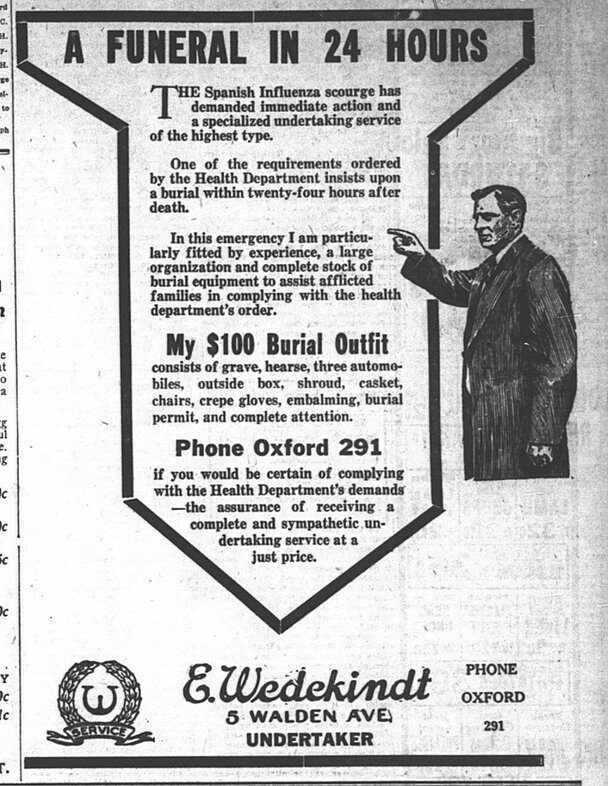 A FUNERAL IN 24 HOURS
THE Spanish Influenza scourge has
demanded immediate action and
a specialized undertaking service
of the highest type.
One of the requirements ordered
by the Health Department insists upon
a burial within twenty-four hours after
death.
In this emergency I am particu-
larly fitted by experience, a large
organization and complete stock of
burial equipment to assist afflicted
families in complying with the health
department's order.
My $100 Burial Outfit
consists of grave, hearse, three automo-
biles, outside box, shroud, casket,
chairs, crepe gloves, embalming, burial
permit, and complete attention.
Phone Oxford 291
if you would be certain of complying
with the Health Department's demands
—the assurance of receiving a
complete and sympathetic un-
dertaking service at a
just price.
W
SERVICE
E. Wedekindt
5 WALDEN AVE,
UNDERTAKER
PHONE
OXFORD
291